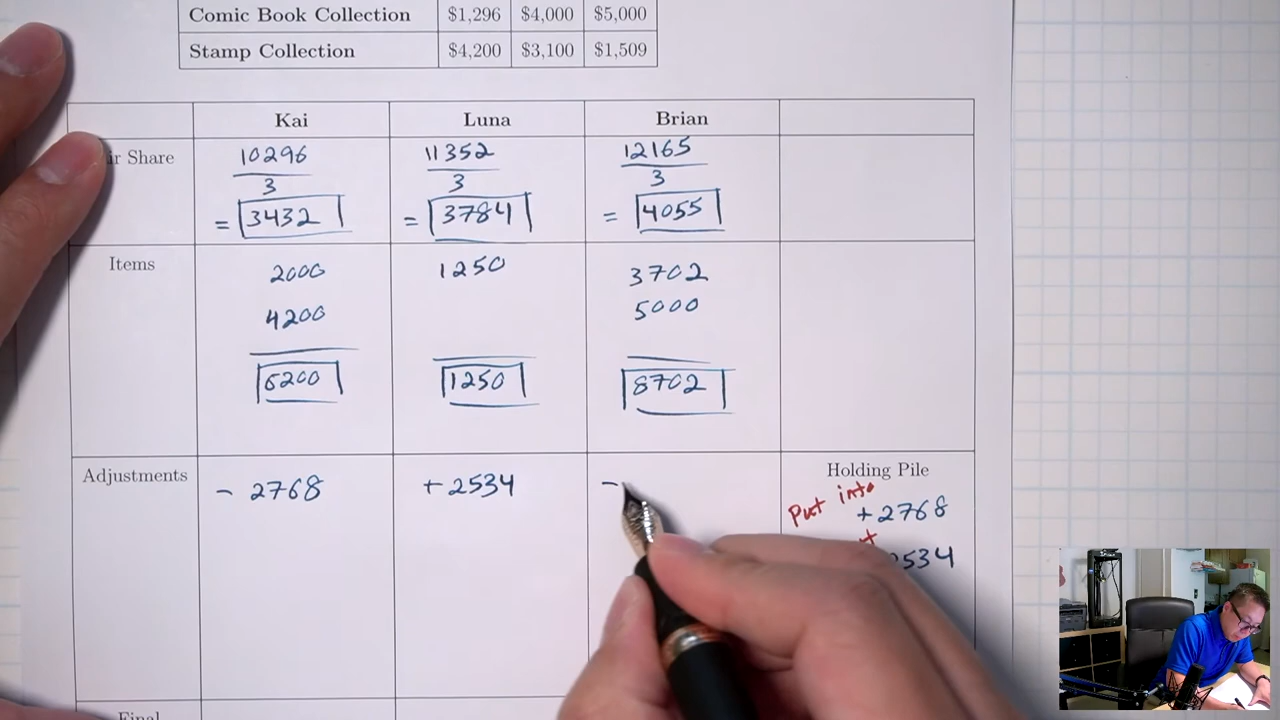 Comic Book Collection $1,296 $4,000 $5,000
Stamp Collection $4,200 $3,100 $1,509
Kai Luna Brian
Share 10296 11352 12165
3 3 3
= 3432 = 3784 = 4055
Items 2000 1250 3702
4200 5000
6200 1250 8702
Adjustments - 2768 + 2534 - Holding Pile
Put into + 2768
2534
Final